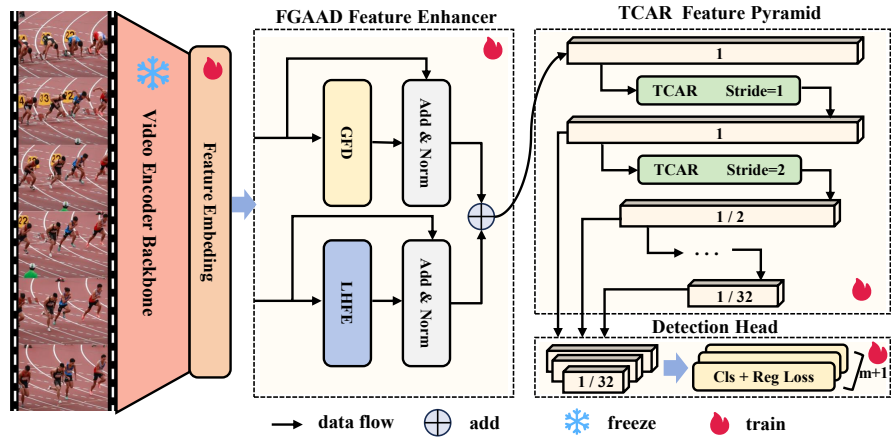 FGAAD Feature Enhancer
TCAR Feature Pyramid
Video Encoder Backbone
Feature Embeding
GFD
Add & Norm
LHFE
Add & Norm
1
TCAR Stride=1
1
TCAR Stride=2
1 / 2
...
1 / 32
Detection Head
1 / 32
Cls + Reg Loss
m+1
data flow
add
freeze
train